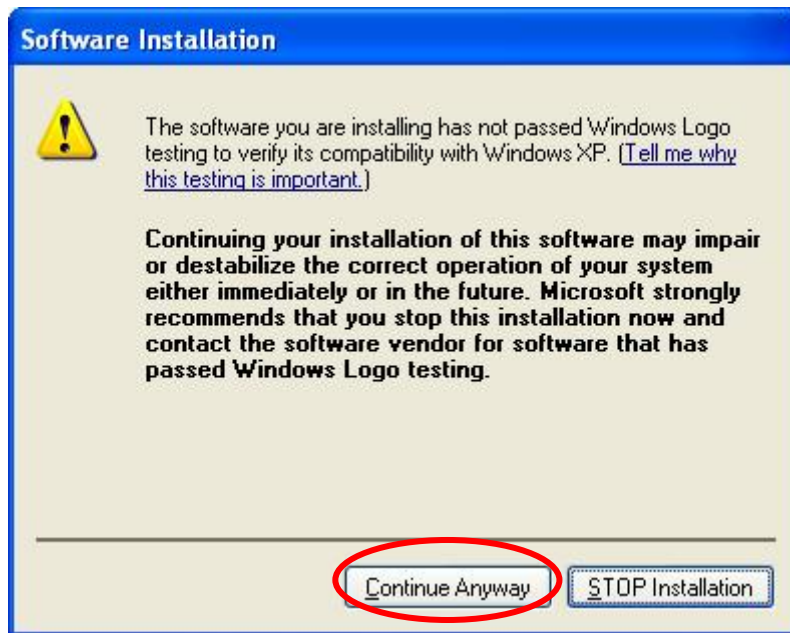 Software Installation
The software you are installing has not passed Windows Logo
testing to verify its compatibility with Windows XP. (Tell me why
this testing is important.)
Continuing your installation of this software may impair
or destabilize the correct operation of your system
either immediately or in the future. Microsoft strongly
recommends that you stop this installation now and
contact the software vendor for software that has
passed Windows Logo testing.
Continue Anyway STOP Installation